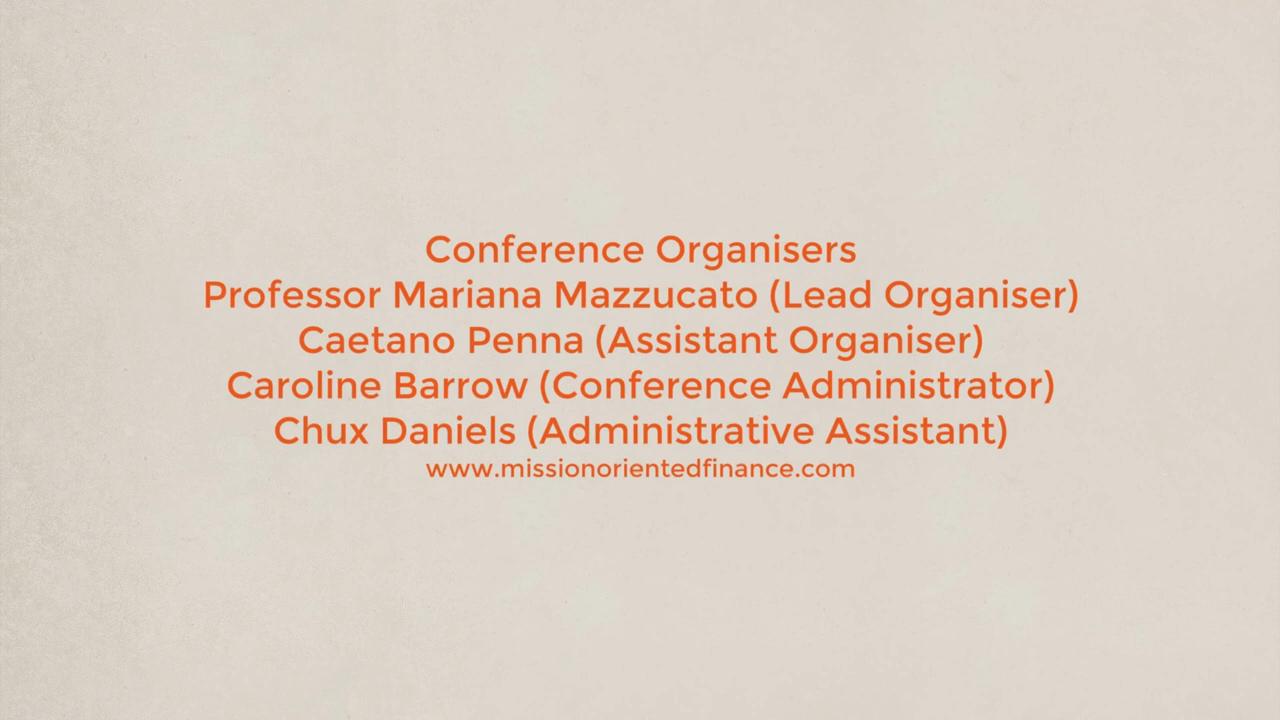 Conference Organisers
Professor Mariana Mazzucato (Lead Organiser)
Caetano Penna (Assistant Organiser)
Caroline Barrow (Conference Administrator)
Chux Daniels (Administrative Assistant)
www.missionorientedfinance.com